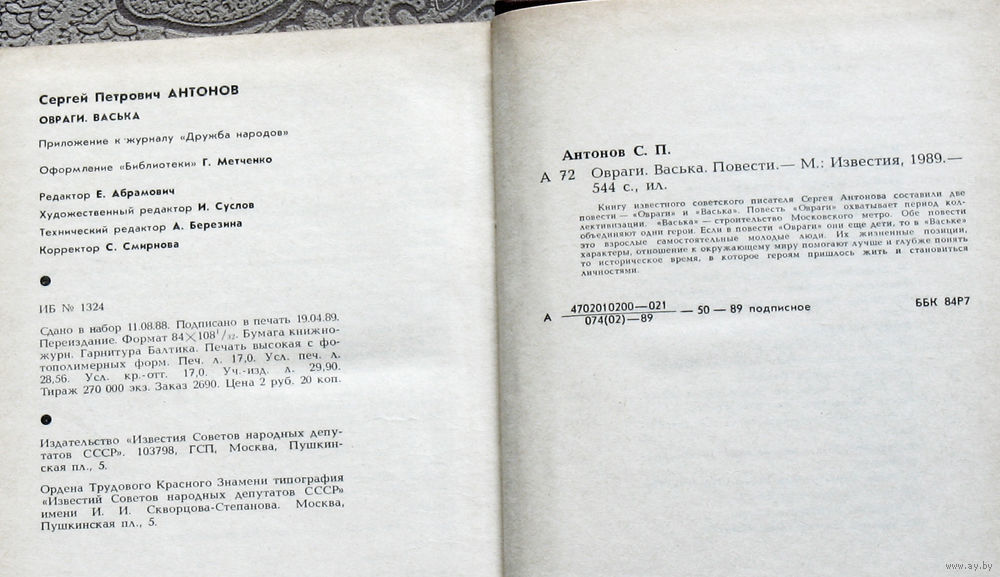 Сергей Петрович АНТОНОВ
ОВРАГИ. ВАСЬКА
Приложение к журналу «Дружба народов»
Оформление «Библиотеки» Г. Метченко
Редактор Е. Абрамович
Художественный редактор И. Суслов
Технический редактор А. Березина
Корректор С. Смирнова
ИБ № 1324
Сдано в набор 11.08.88. Подписано в печать 19.04.89.
Переиздание. Формат 84×108¹/₃₂. Бумага книжно-
журн. Гарнитура Балтика. Печать высокая с фо-
тополимерных форм. Печ. л. 17,0. Усл. печ. л.
28,56. Усл. кр.-отт. 17,0. Уч.-изд. л. 29,90.
Тираж 270 000 экз. Заказ 2690. Цена 2 руб. 20 коп.
Издательство «Известия Советов народных депу-
татов СССР». 103798, ГСП, Москва, Пушкин-
ская пл., 5.
Ордена Трудового Красного Знамени типография
«Известий Советов народных депутатов СССР»
имени И. И. Скворцова-Степанова. Москва,
Пушкинская пл., 5.
Антонов С. П.
А 72 Овраги. Васька. Повести.— М.: Известия, 1989.—
544 с., ил.
Книгу известного советского писателя Сергея Антонова составили две
повести — «Овраги» и «Васька». Повесть «Овраги» охватывает период кол-
лективизации. «Васька» — строительство Московского метро. Обе повести
объединяют одни герои. Если в повести «Овраги» они еще дети, то в «Ваське»
это взрослые самостоятельные молодые люди. Их жизненные позиции,
характеры, отношение к окружающему миру помогают лучше и глубже понять
то историческое время, в которое героям пришлось жить и становиться
личностями.
А 4702010200—021
074(02)—89 — 50 — 89 подписное
ББК 84Р7
www.ay.by